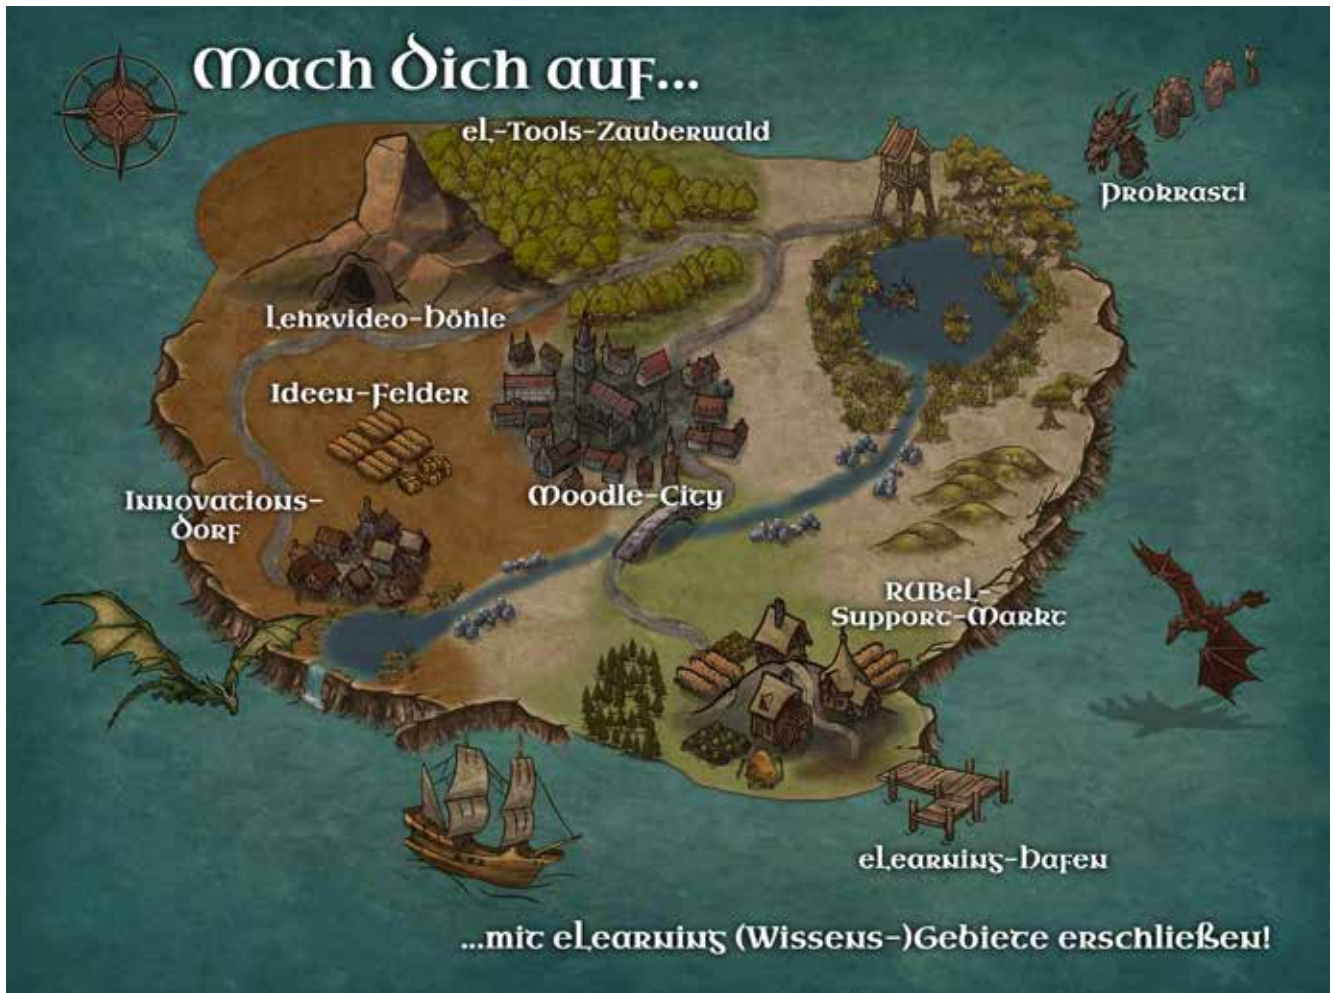 Mach Dich auf...
eL-Tools-Zauberwald
Prokrasti
Lehrvideo-Höhle
Ideen-Felder
Innovations-
Dorf
Moodle-City
RUBeL-
Support-Markt
eLearning-Hafen
...mit eLearning (Wissens-)Gebiete erschließen!